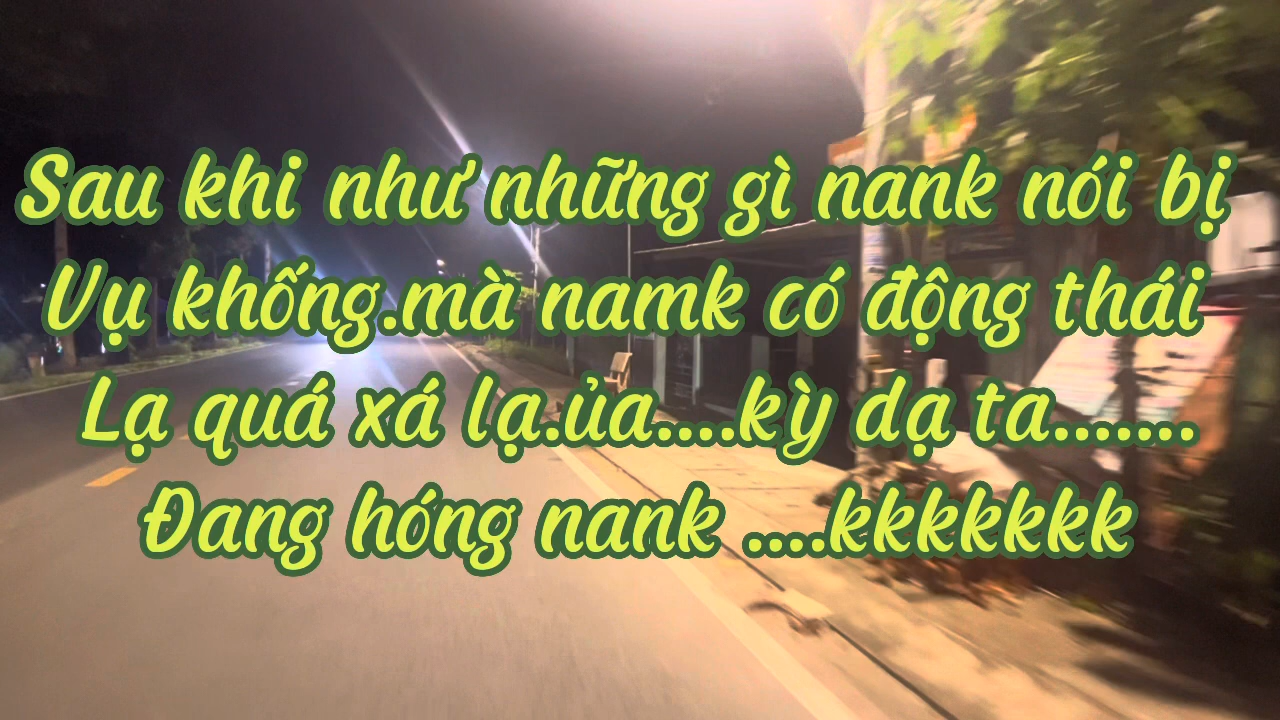 Sau khi như những gì nank nói bị
Vụ khống.mà namk có động thái
Lạ quá xá lạ.ủa....kỳ dạ ta.......
Đang hóng nank ....kkkkkkk